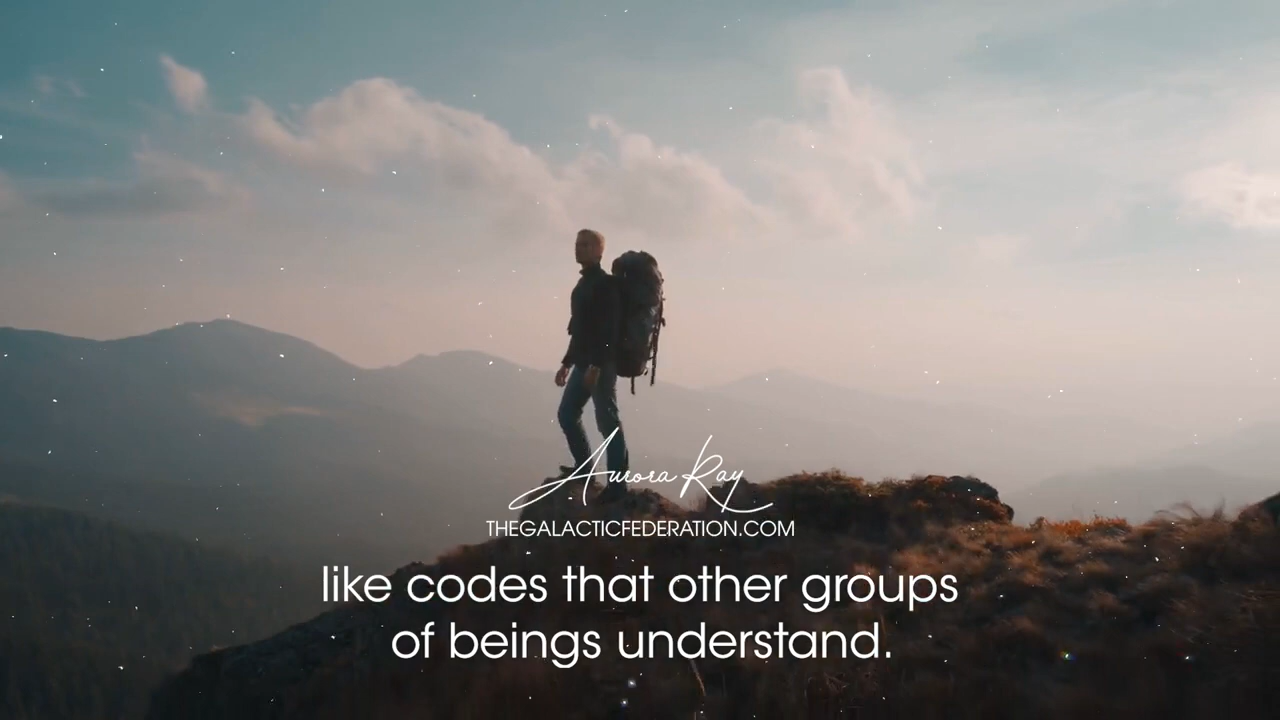 Aurora Ray
THEGALACTICFEDERATION.COM
like codes that other groups
of beings understand.